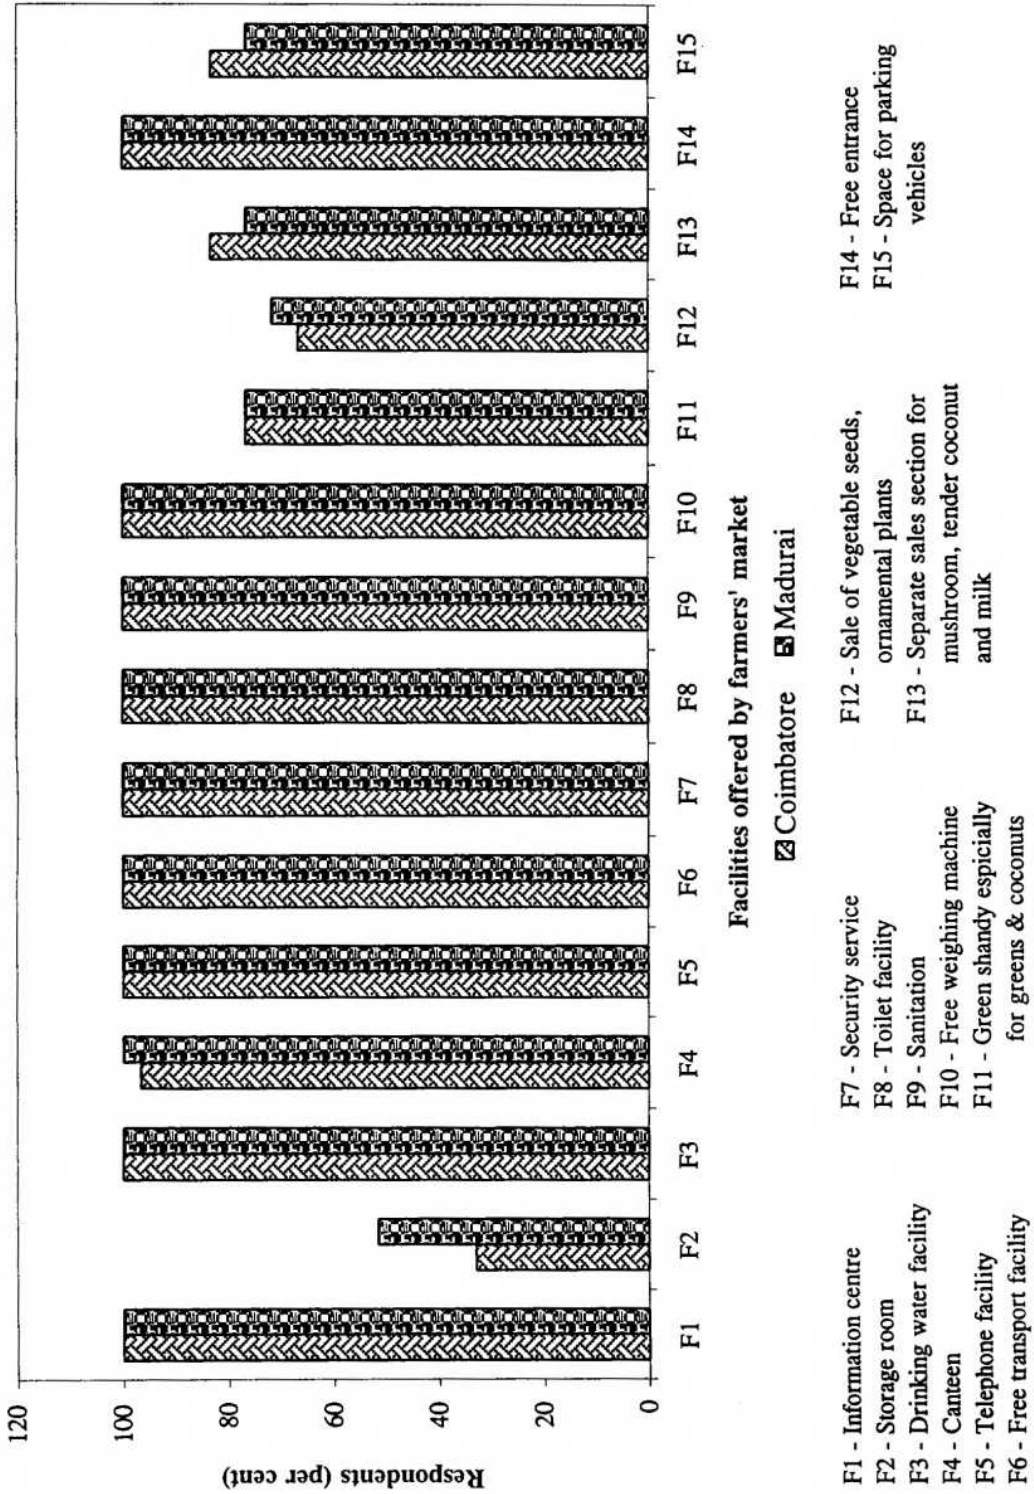 Respondents (per cent)
120
100
80
60
40
20
0
F1
F2
F3
F4
F5
F6
F7
F8
F9
F10
F11
F12
F13
F14
F15
Facilities offered by farmers' market
Coimbatore
Madurai
F1 - Information centre
F2 - Storage room
F3 - Drinking water facility
F4 - Canteen
F5 - Telephone facility
F6 - Free transport facility
F7 - Security service
F8 - Toilet facility
F9 - Sanitation
F10 - Free weighing machine
F11 - Green shandy espicially
for greens & coconuts
F12 - Sale of vegetable seeds,
ornamental plants
F13 - Separate sales section for
mushroom, tender coconut
and milk
F14 - Free entrance
F15 - Space for parking
vehicles